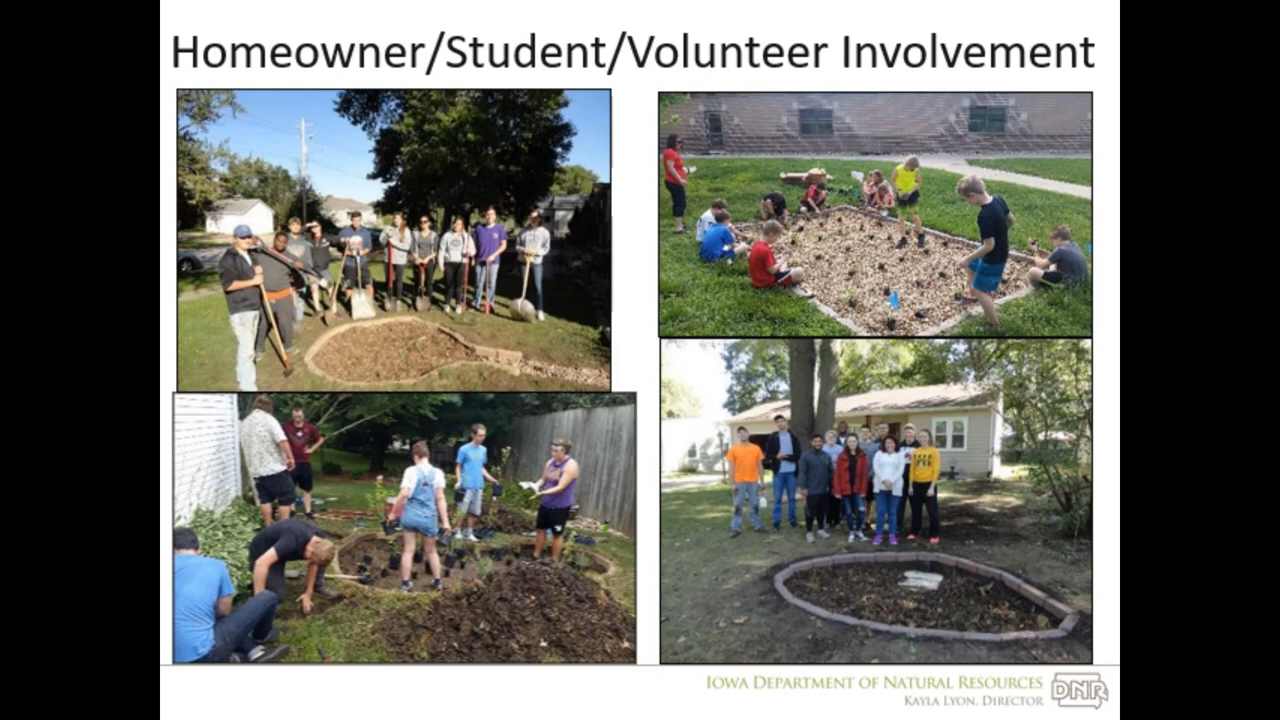 Homeowner/Student/Volunteer Involvement
Iowa Department of Natural Resources
Kayla Lyon, Director
DNR